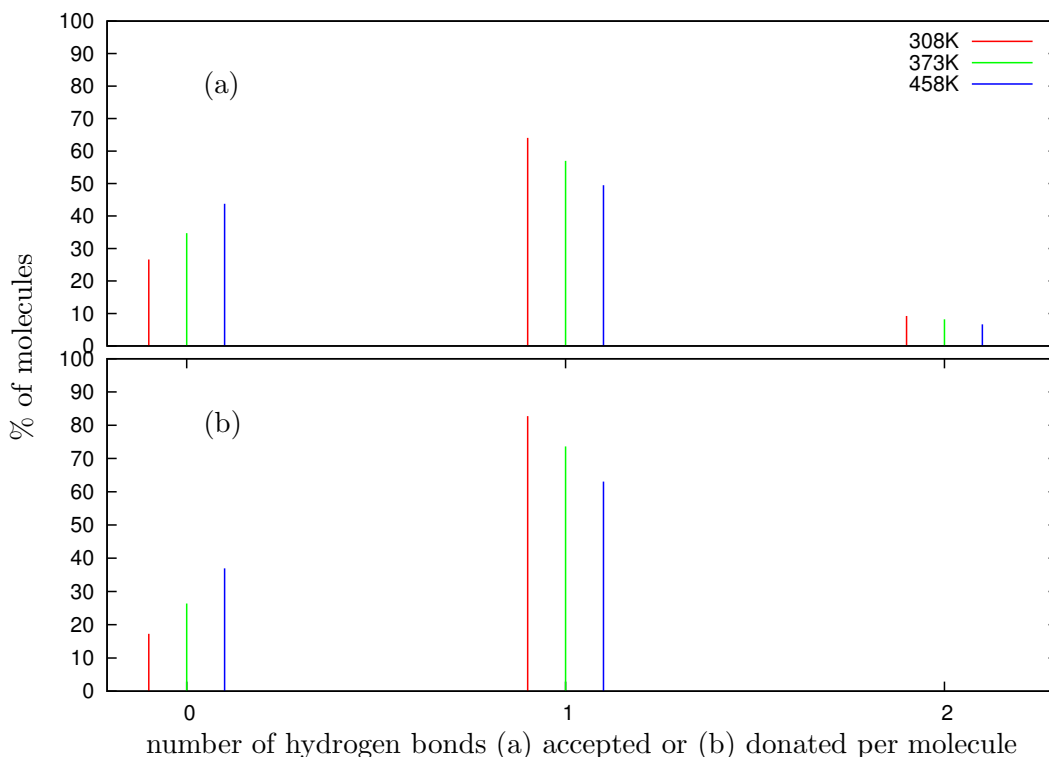 100
90
80
70
60
50
40
30
20
10
0
(a)
308K
373K
458K
% of molecules
100
90
80
70
60
50
40
30
20
10
0
(b)
0 1 2
number of hydrogen bonds (a) accepted or (b) donated per molecule